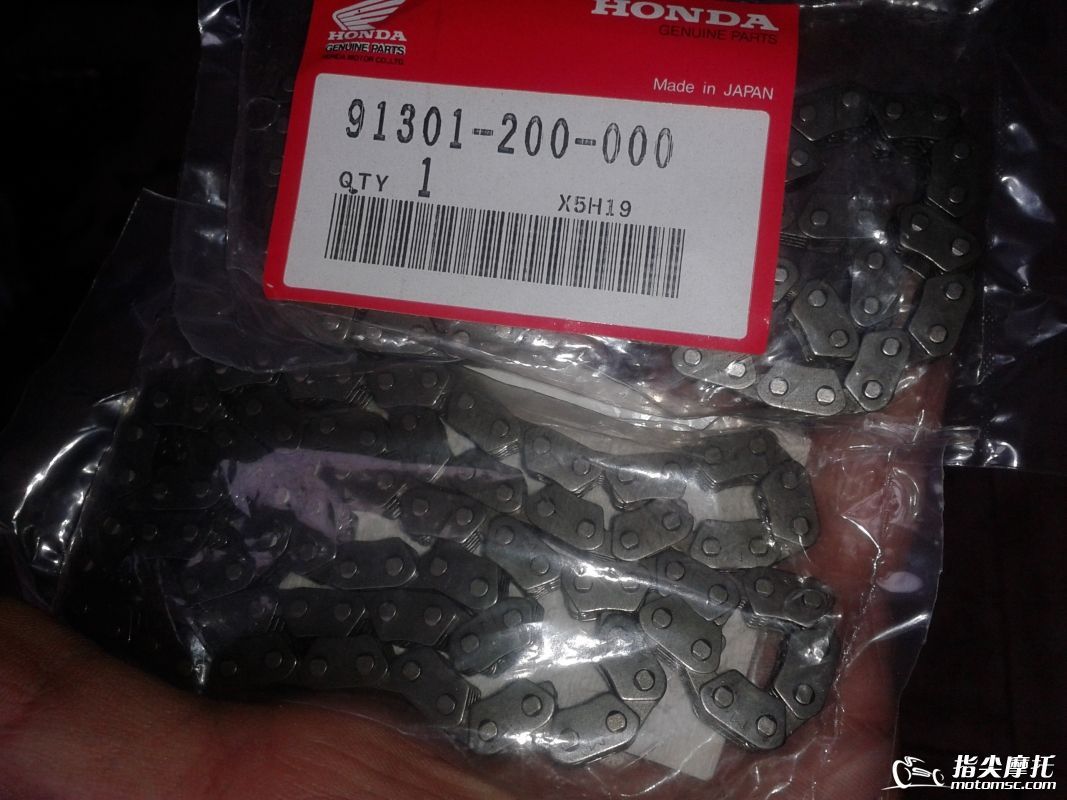 HONDA
GENUINE PARTS
HONDA MOTOR CO.,LTD.
HONDA
GENUINE PARTS
Made in JAPAN
91301-200-000
QTY 1
X5H19
指尖摩托
motomsc.com